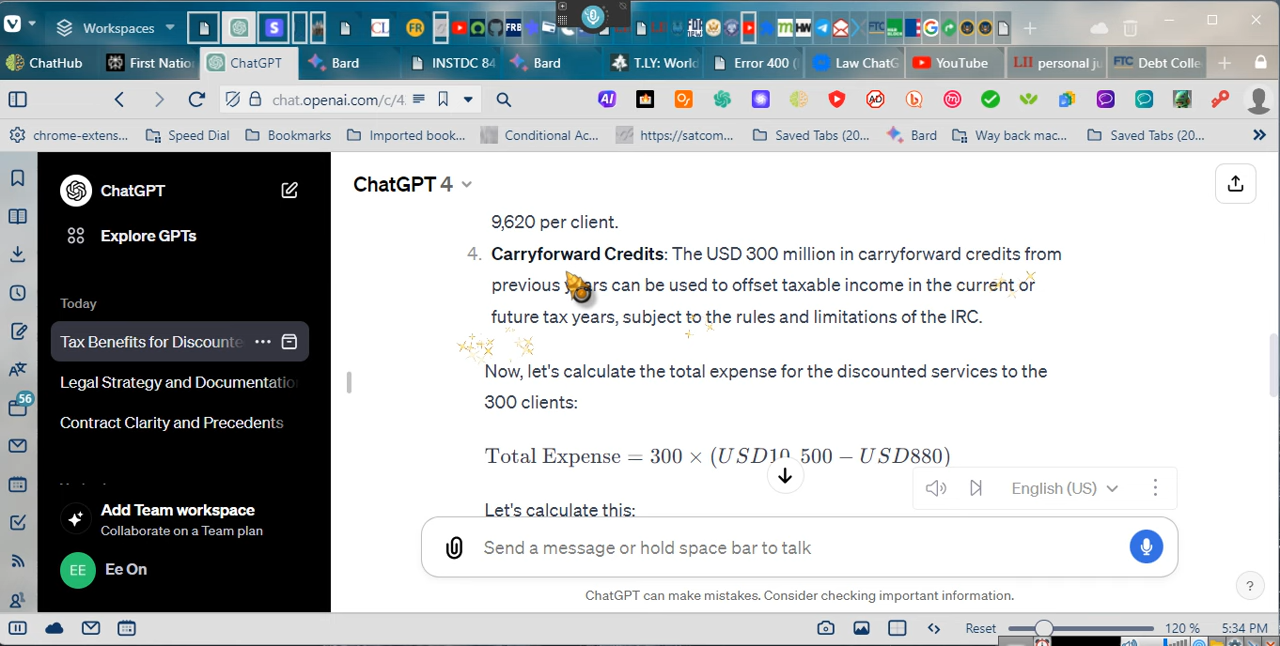 Workspaces
CL
FR
FRB
HW
FTC
ChatHub
First Natio
ChatGPT
Bard
INSTDC 84
Bard
T.LY: World
Error 400 (
Law ChatG
YouTube
LII personal ju
FTC Debt Colle
chat.openai.com/c/4
AI
AD
chrome-extens...
Speed Dial
Bookmarks
Imported book...
Conditional Ac...
https://satcom...
Saved Tabs (20...
Bard
Way back mac...
Saved Tabs (20...
ChatGPT
Explore GPTs
Today
Tax Benefits for Discounte
Legal Strategy and Documentatio
Contract Clarity and Precedents
56
Add Team workspace
Collaborate on a Team plan
EE
Ee On
ChatGPT 4
9,620 per client.
4. Carryforward Credits: The USD 300 million in carryforward credits from
previous years can be used to offset taxable income in the current or
future tax years, subject to the rules and limitations of the IRC.
Now, let's calculate the total expense for the discounted services to the
300 clients:
Total Expense = 300 × (USD10, 500 − USD880)
Let's calculate this:
English (US)
Send a message or hold space bar to talk
ChatGPT can make mistakes. Consider checking important information.
?
Reset
120 %
5:34 PM